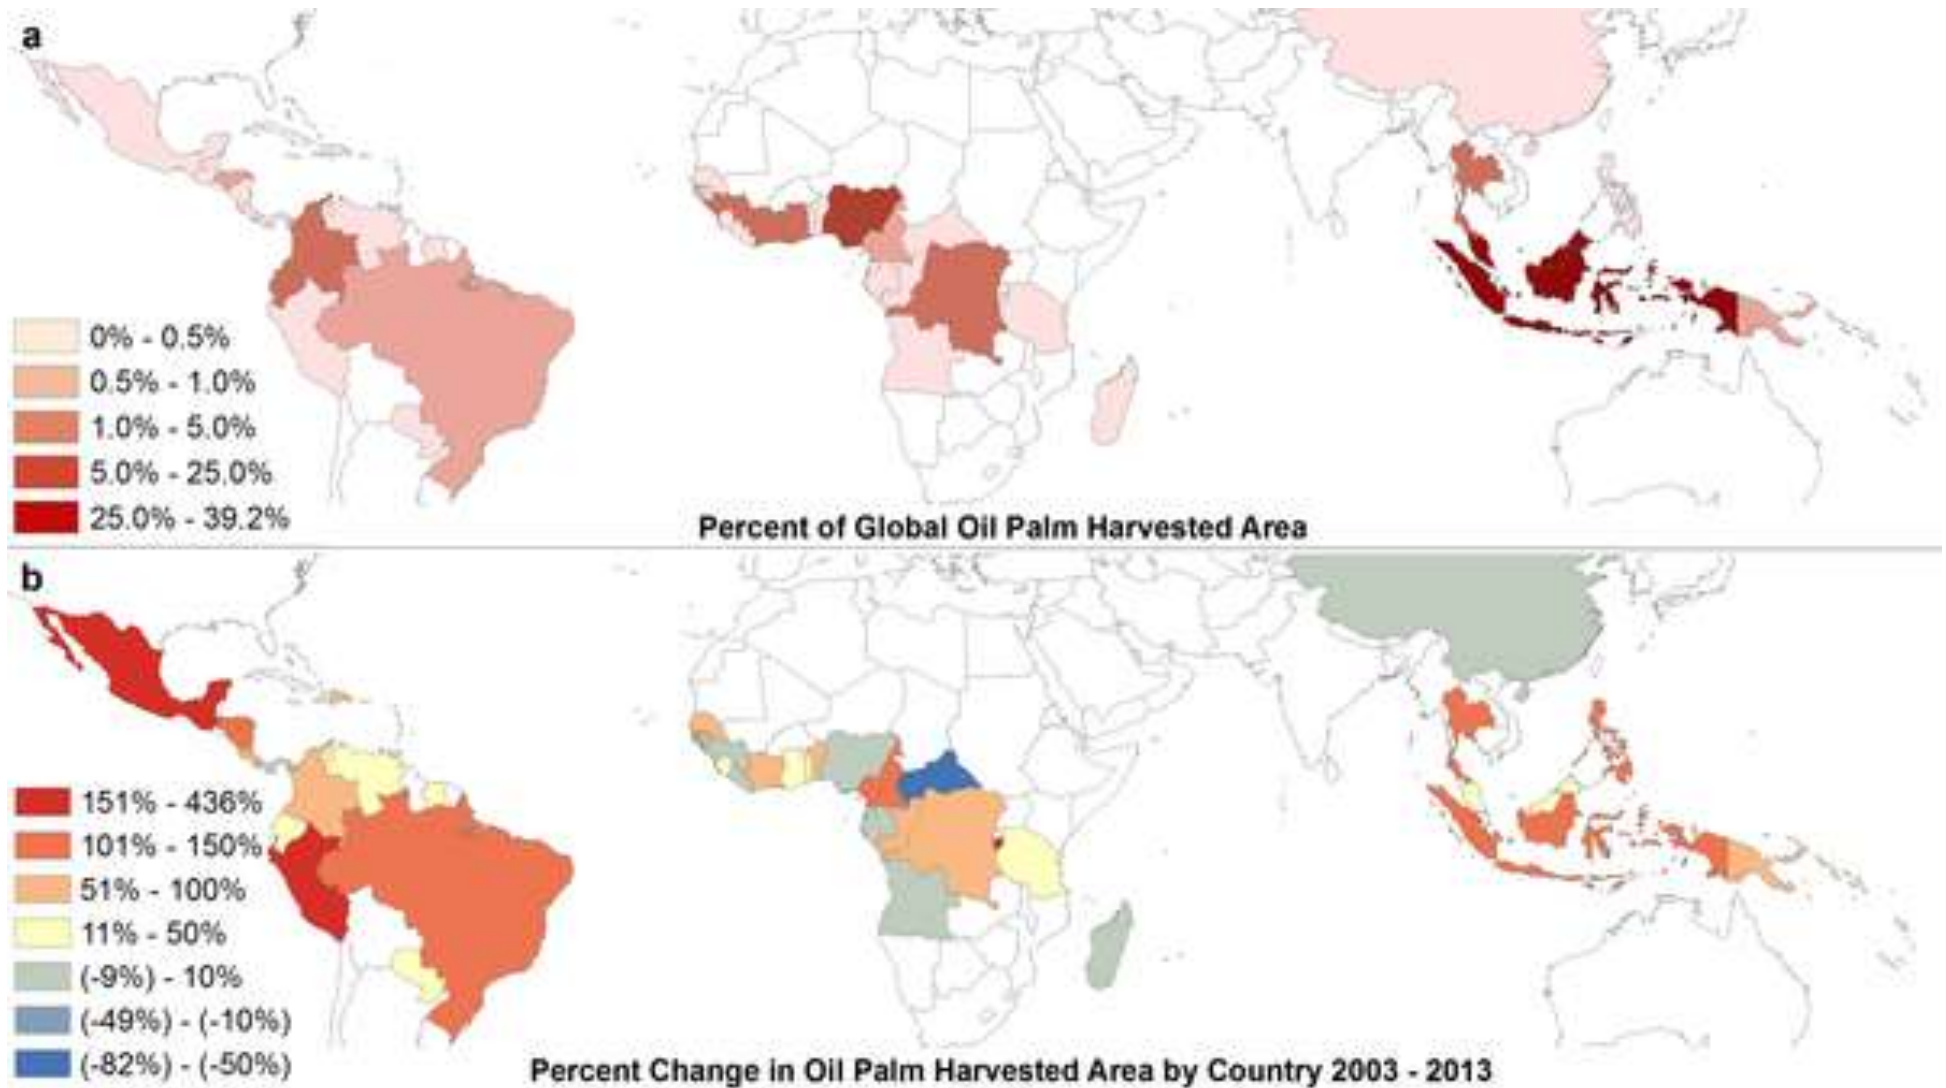 a
0% - 0.5%
0.5% - 1.0%
1.0% - 5.0%
5.0% - 25.0%
25.0% - 39.2%
Percent of Global Oil Palm Harvested Area
b
151% - 436%
101% - 150%
51% - 100%
11% - 50%
(-9%) - 10%
(-49%) - (-10%)
(-82%) - (-50%)
Percent Change in Oil Palm Harvested Area by Country 2003 - 2013